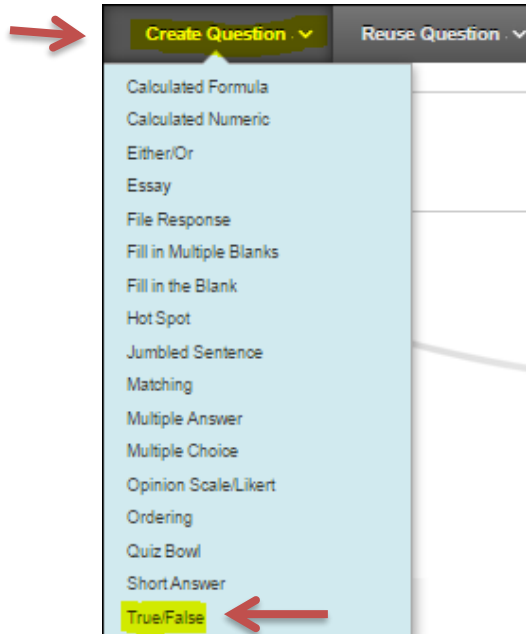 Create Question Reuse Question
Calculated Formula
Calculated Numeric
Either/Or
Essay
File Response
Fill in Multiple Blanks
Fill in the Blank
Hot Spot
Jumbled Sentence
Matching
Multiple Answer
Multiple Choice
Opinion Scale/Likert
Ordering
Quiz Bowl
Short Answer
True/False